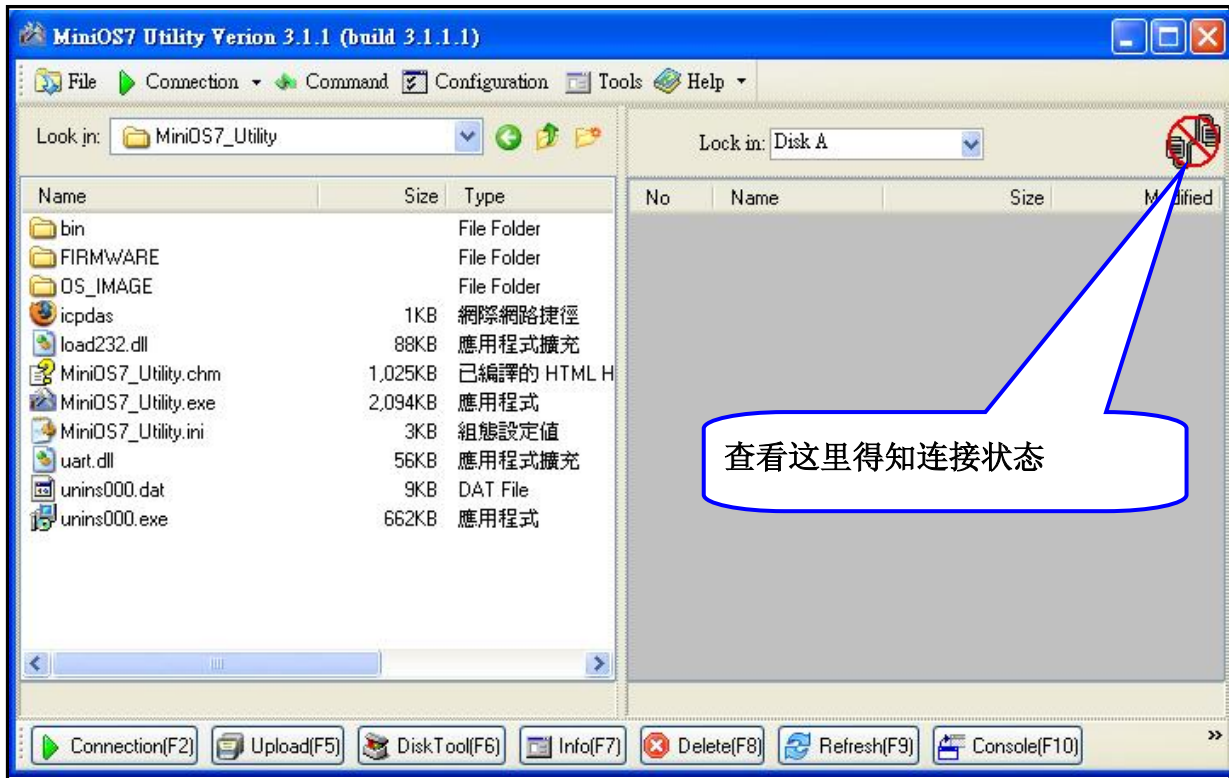 MiniOS7 Utility Verion 3.1.1 (build 3.1.1.1)
File Connection Command Configuration Tools Help
Look in: MiniOS7_Utility
Lock in: Disk A
Name Size Type
No Name Size Modified
bin File Folder
FIRMWARE File Folder
OS_IMAGE File Folder
icpdas 1KB 網際網路捷徑
load232.dll 88KB 應用程式擴充
MiniOS7_Utility.chm 1,025KB 已編譯的 HTML H
MiniOS7_Utility.exe 2,094KB 應用程式
MiniOS7_Utility.ini 3KB 組態設定值
uart.dll 56KB 應用程式擴充
unins000.dat 9KB DAT File
unins000.exe 662KB 應用程式
查看这里得知连接状态
Connection(F2) Upload(F5) DiskTool(F6) Info(F7) Delete(F8) Refresh(F9) Console(F10) »